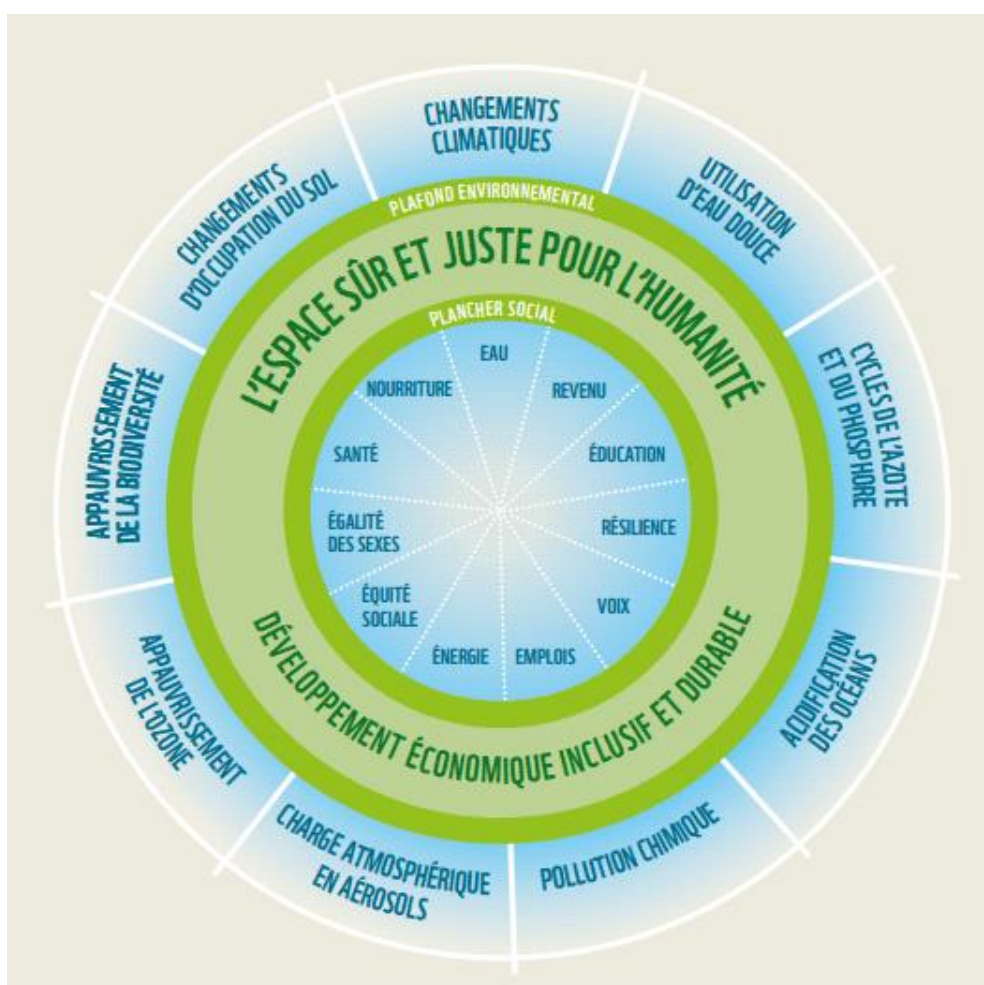 CHANGEMENTS
CLIMATIQUES
UTILISATION
D'EAU DOUCE
CYCLES DE L'AZOTE
ET DU PHOSPHORE
ACIDIFICATION
DES OCÉANS
POLLUTION CHIMIQUE
CHARGE ATMOSPHÉRIQUE
EN AÉROSOLS
APPAUVRISSEMENT
DE L'OZONE
APPAUVRISSEMENT
DE LA BIODIVERSITÉ
CHANGEMENTS
D'OCCUPATION DU SOL
PLAFOND ENVIRONNEMENTAL
L'ESPACE SÛR ET JUSTE POUR L'HUMANITÉ
PLANCHER SOCIAL
EAU
REVENU
ÉDUCATION
RÉSILIENCE
VOIX
EMPLOIS
ÉNERGIE
ÉQUITÉ
SOCIALE
ÉGALITÉ
DES SEXES
SANTÉ
NOURRITURE
DÉVELOPPEMENT ÉCONOMIQUE INCLUSIF ET DURABLE